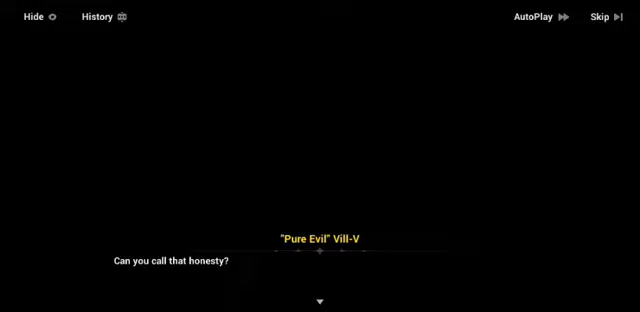 Hide
History
AutoPlay
Skip
"Pure Evil" Vill-V
Can you call that honesty?